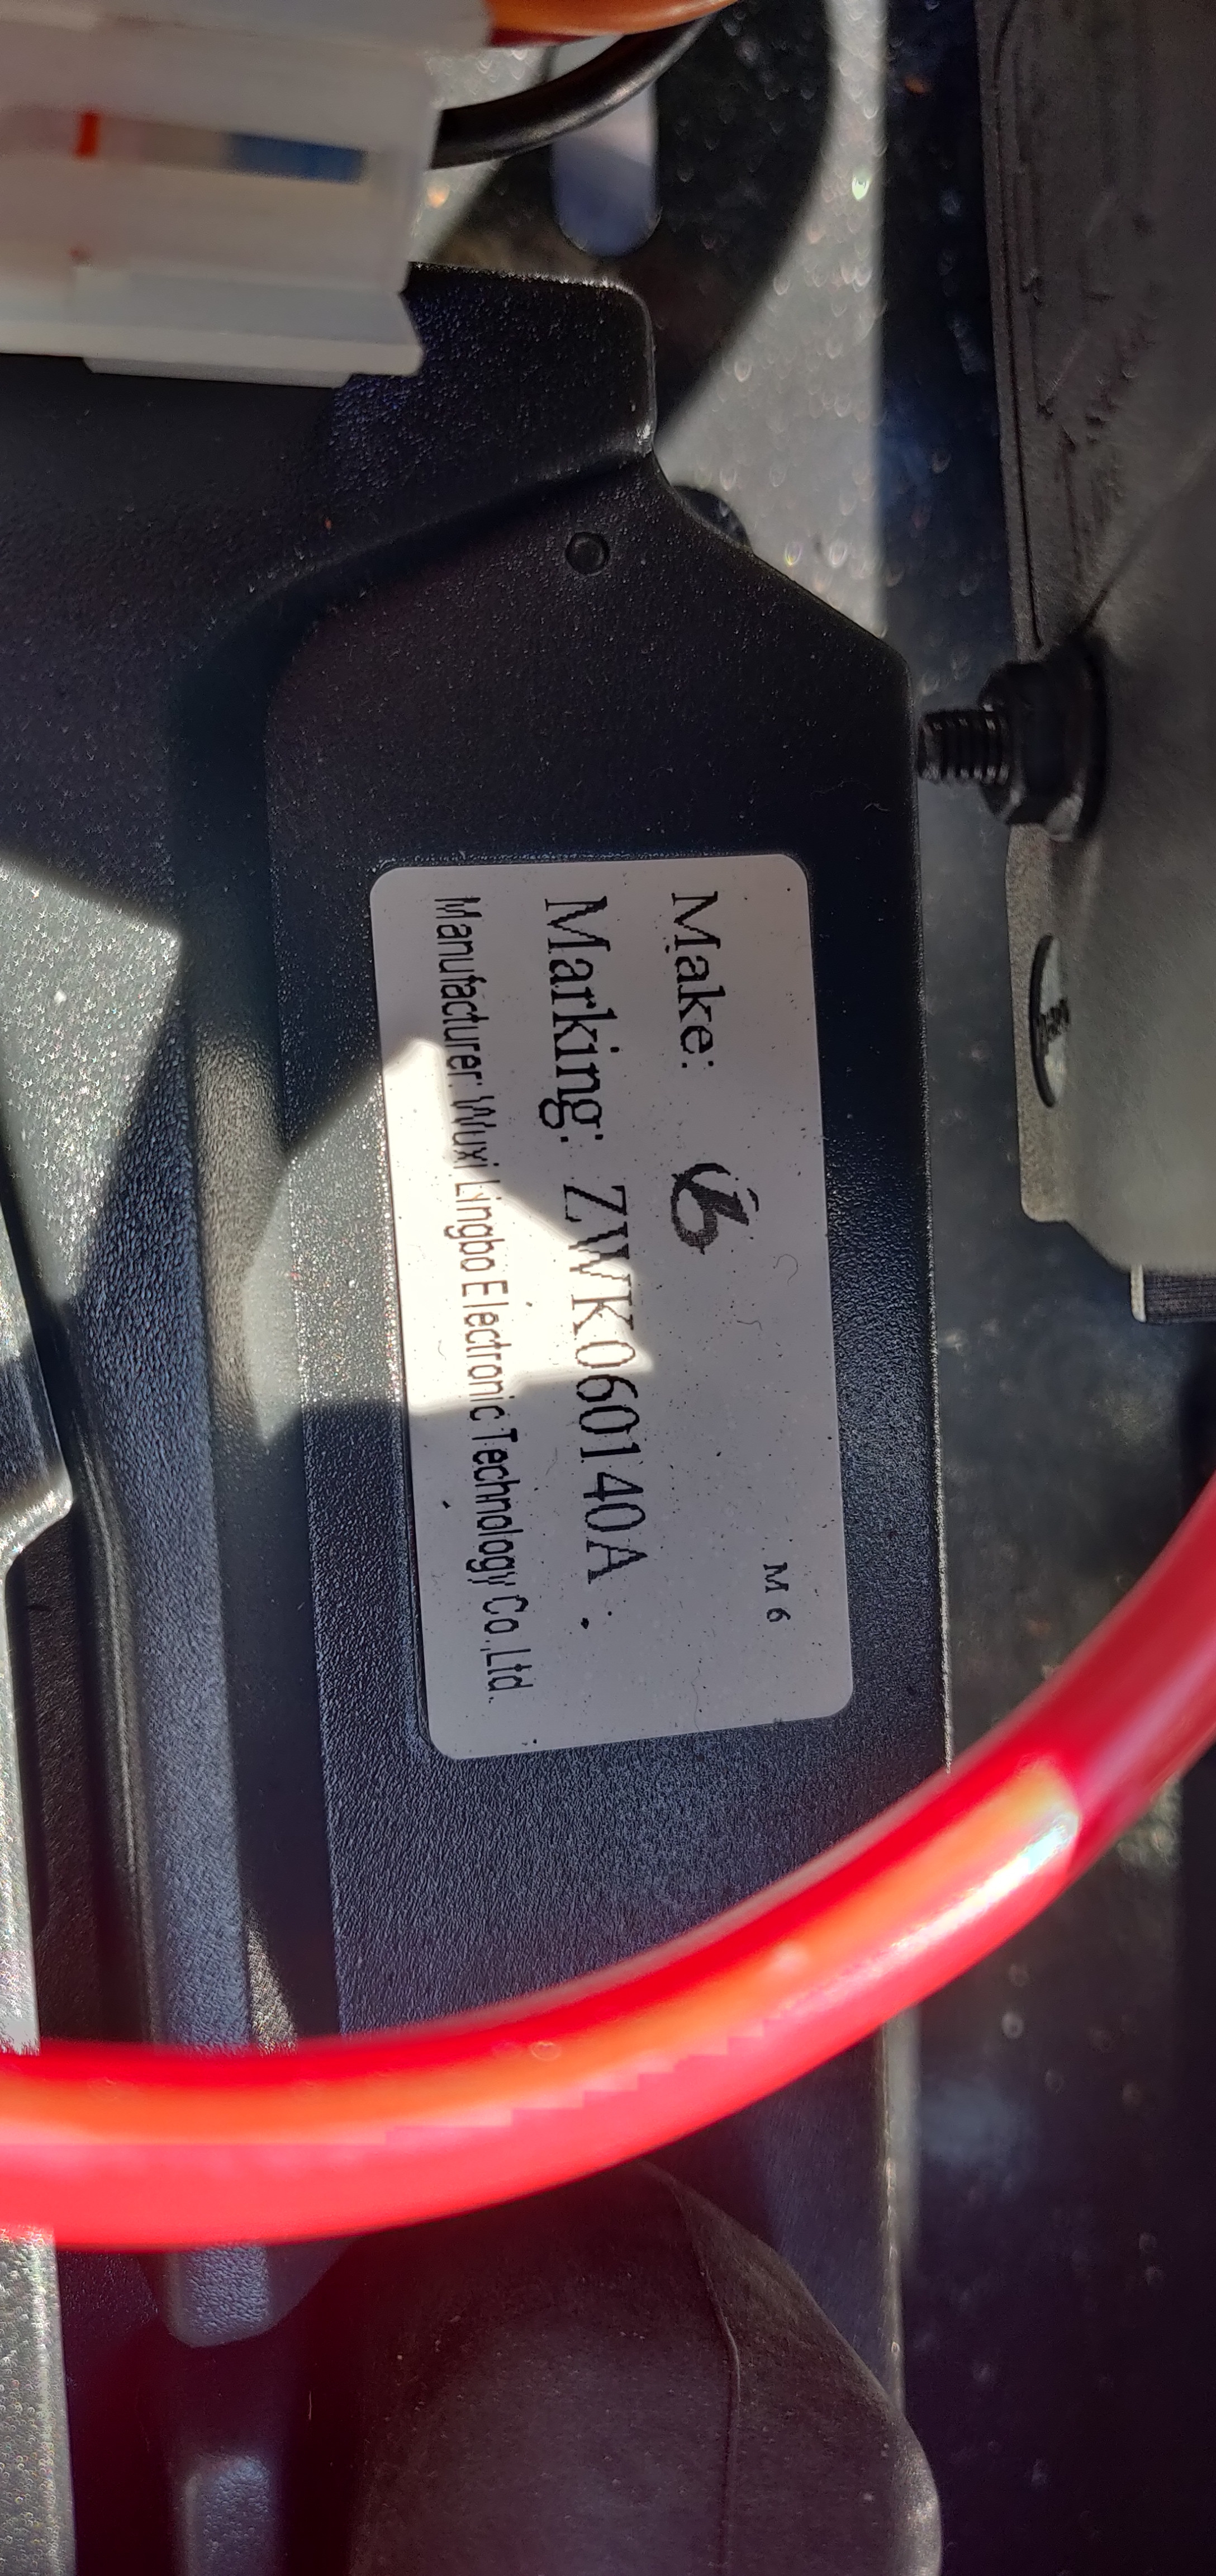 M 6
Make:
Marking: ZWK060140A
Manufacturer: Wuxi Lingbo Electronic Technology Co.,Ltd.